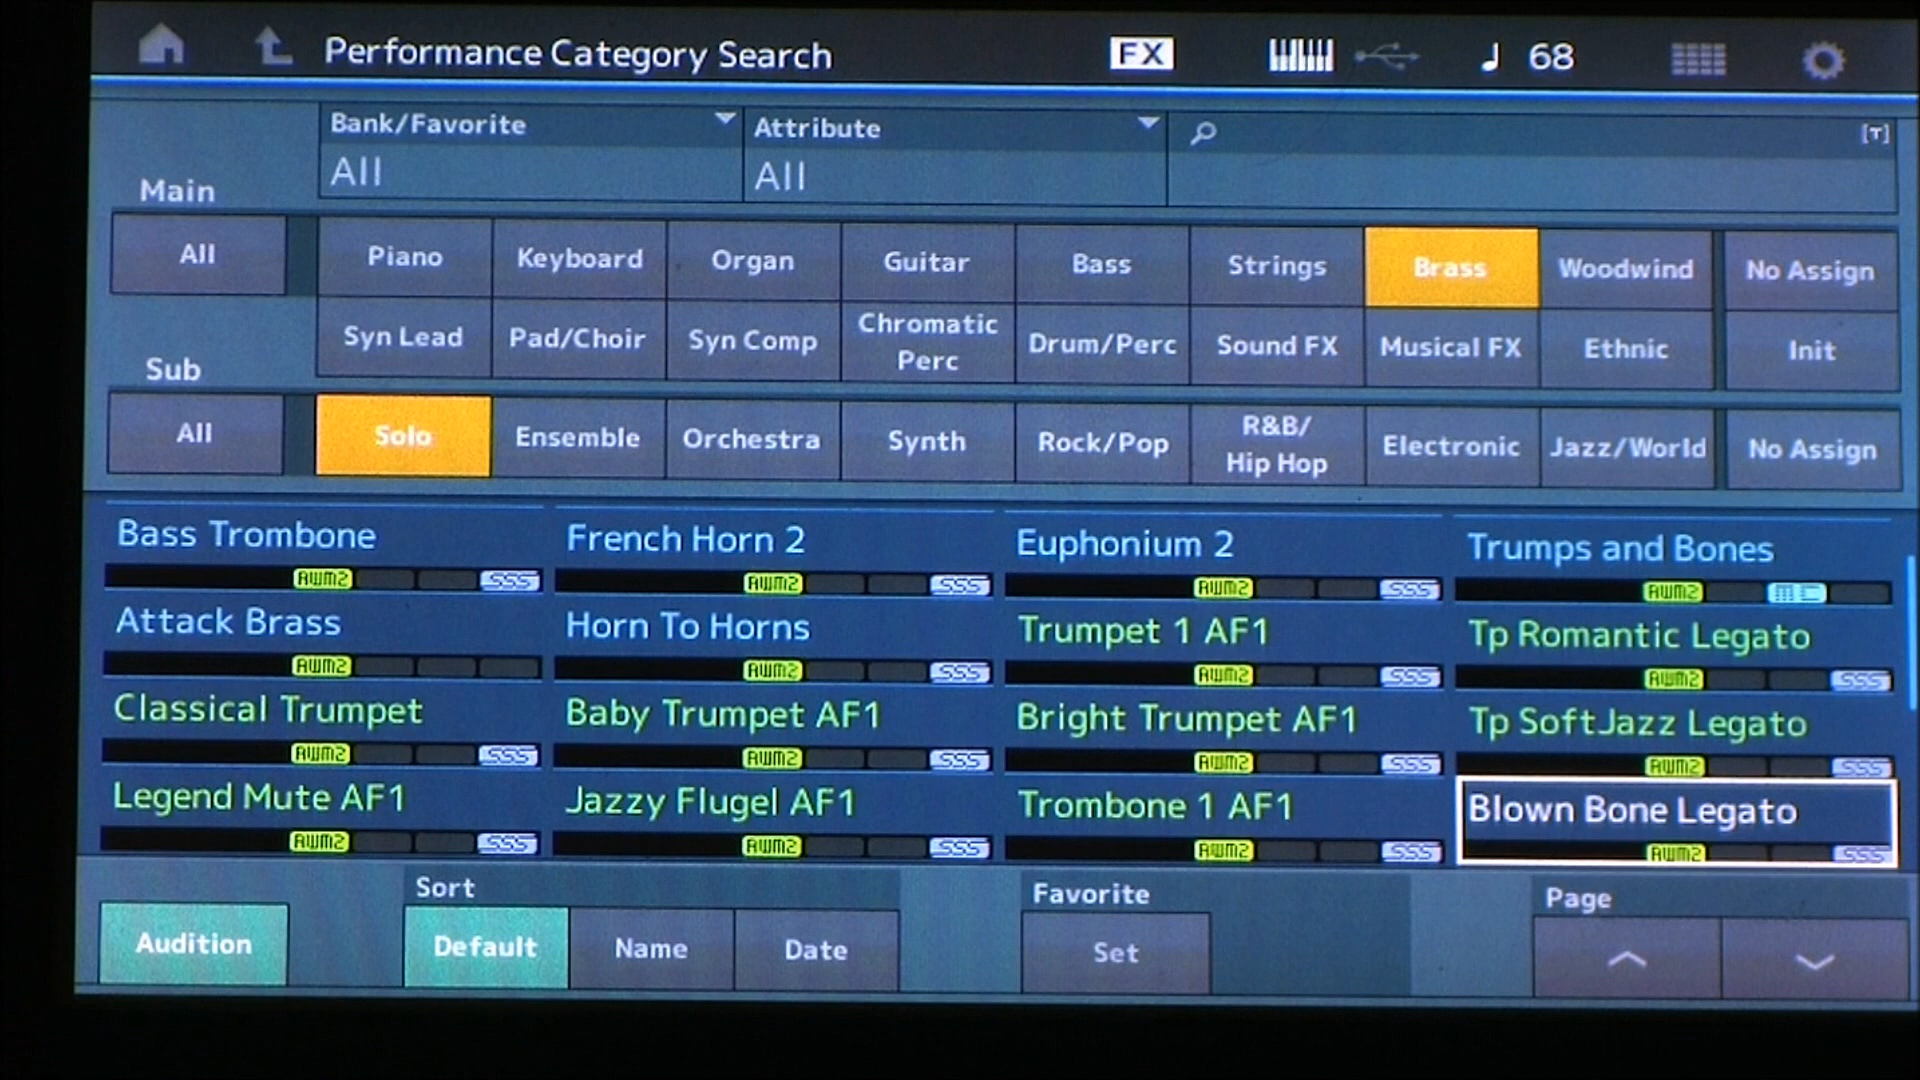 Performance Category Search FX 68
Bank/Favorite Attribute [T]
All All
Main
All Piano Keyboard Organ Guitar Bass Strings Brass Woodwind No Assign
Syn Lead Pad/Choir Syn Comp Chromatic Perc Drum/Perc Sound FX Musical FX Ethnic Init
Sub
All Solo Ensemble Orchestra Synth Rock/Pop R&B/ Hip Hop Electronic Jazz/World No Assign
Bass Trombone French Horn 2 Euphonium 2 Trumps and Bones
AWM2 SSS AWM2 SSS AWM2 SSS AWM2 MC
Attack Brass Horn To Horns Trumpet 1 AF1 Tp Romantic Legato
AWM2 AWM2 SSS AWM2 SSS AWM2 SSS
Classical Trumpet Baby Trumpet AF1 Bright Trumpet AF1 Tp SoftJazz Legato
AWM2 SSS AWM2 SSS AWM2 SSS AWM2 SSS
Legend Mute AF1 Jazzy Flugel AF1 Trombone 1 AF1 Blown Bone Legato
AWM2 SSS AWM2 SSS AWM2 SSS AWM2 SSS
Sort Favorite Page
Audition Default Name Date Set